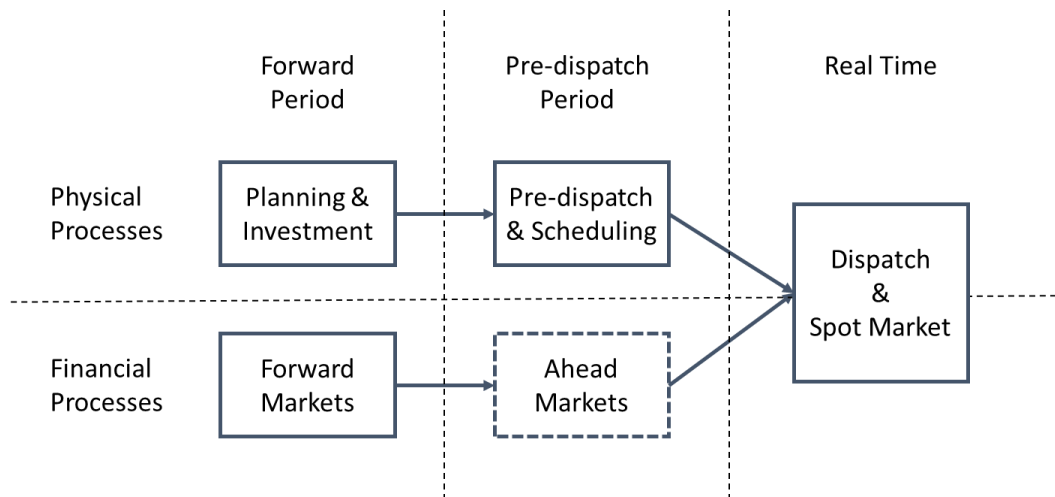 Forward
Period
Pre-dispatch
Period
Real Time
Physical
Processes
Planning &
Investment
Pre-dispatch
& Scheduling
Dispatch
&
Spot Market
Financial
Processes
Forward
Markets
Ahead
Markets